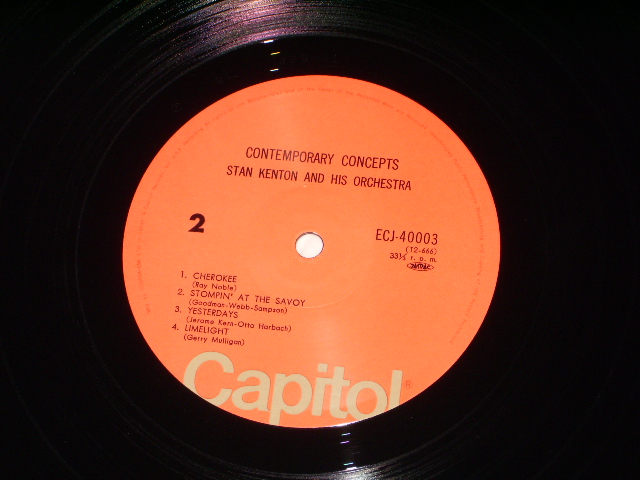 CONTEMPORARY CONCEPTS
STAN KENTON AND HIS ORCHESTRA
2
ECJ-40003
(12-666)
33⅓ r. p. m.
1. CHEROKEE
(Ray Noble)
2. STOMPIN' AT THE SAVOY
(Goodman-Webb-Sampson)
3. YESTERDAYS
(Jerome Kern-Otto Harbach)
4. LIMELIGHT
(Gerry Mulligan)
Capitol®